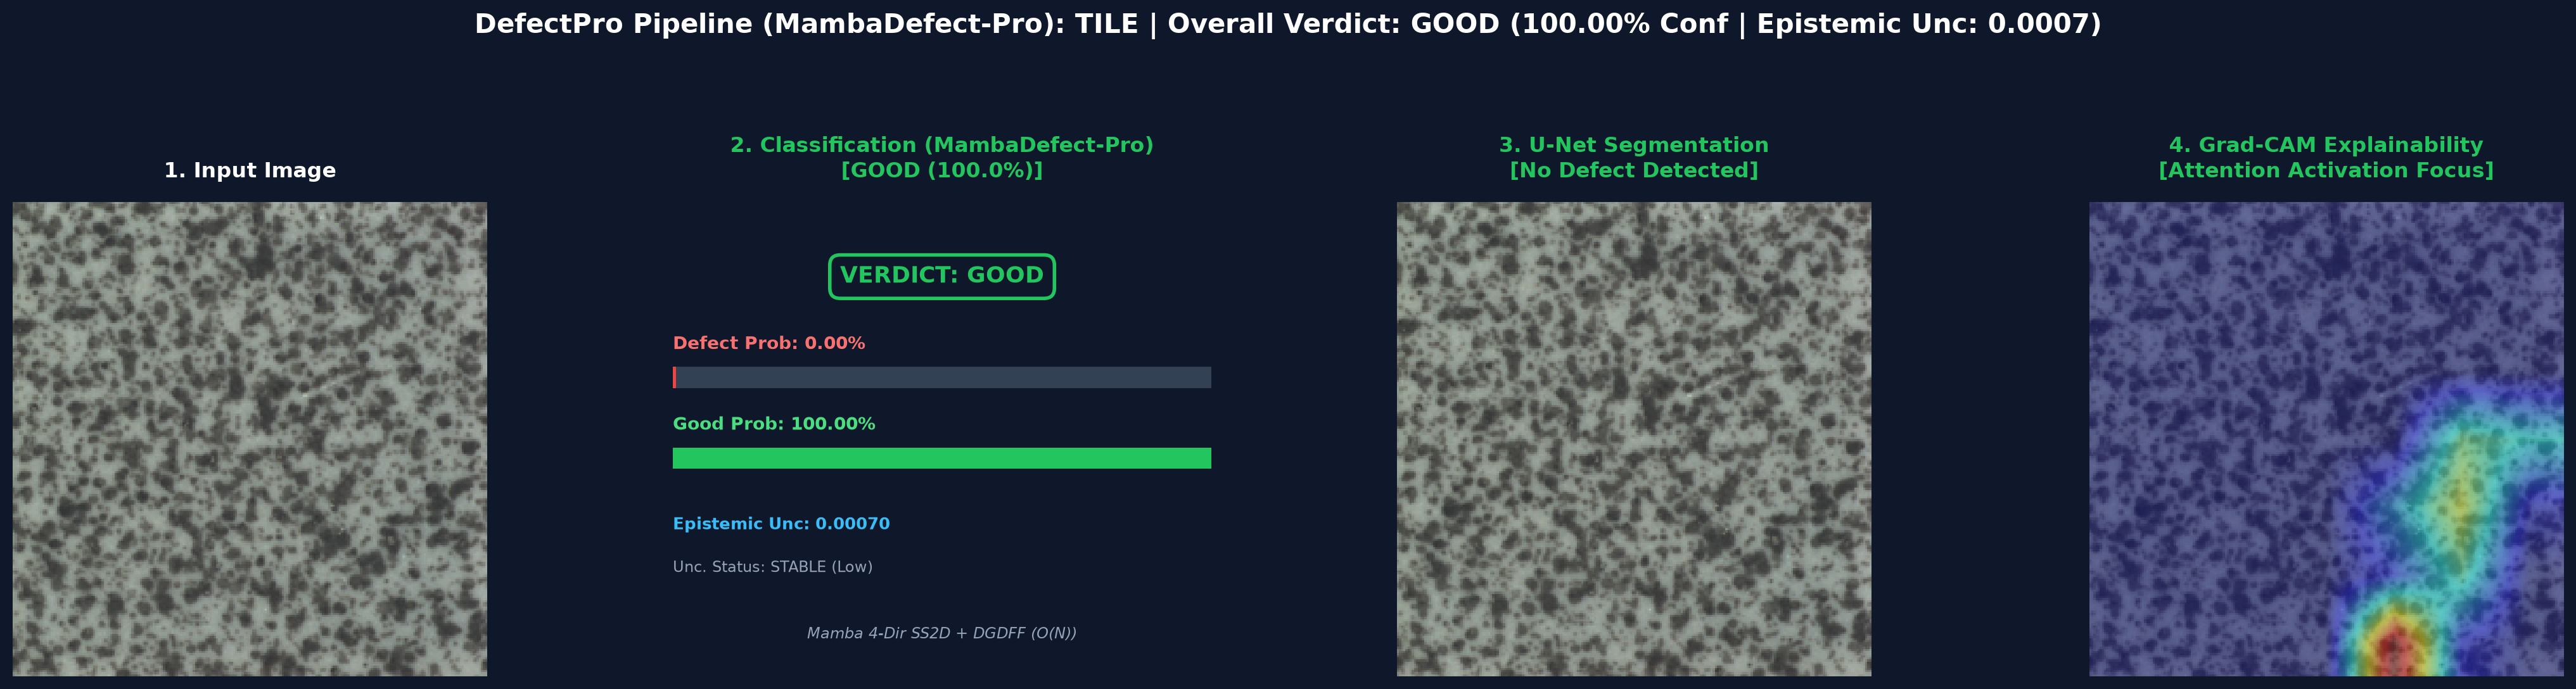 DefectPro Pipeline (MambaDefect-Pro): TILE | Overall Verdict: GOOD (100.00% Conf | Epistemic Unc: 0.0007)
1. Input Image
2. Classification (MambaDefect-Pro)
[GOOD (100.0%)]
VERDICT: GOOD
Defect Prob: 0.00%
Good Prob: 100.00%
Epistemic Unc: 0.00070
Unc. Status: STABLE (Low)
Mamba 4-Dir SS2D + DGDFF (O(N))
3. U-Net Segmentation
[No Defect Detected]
4. Grad-CAM Explainability
[Attention Activation Focus]